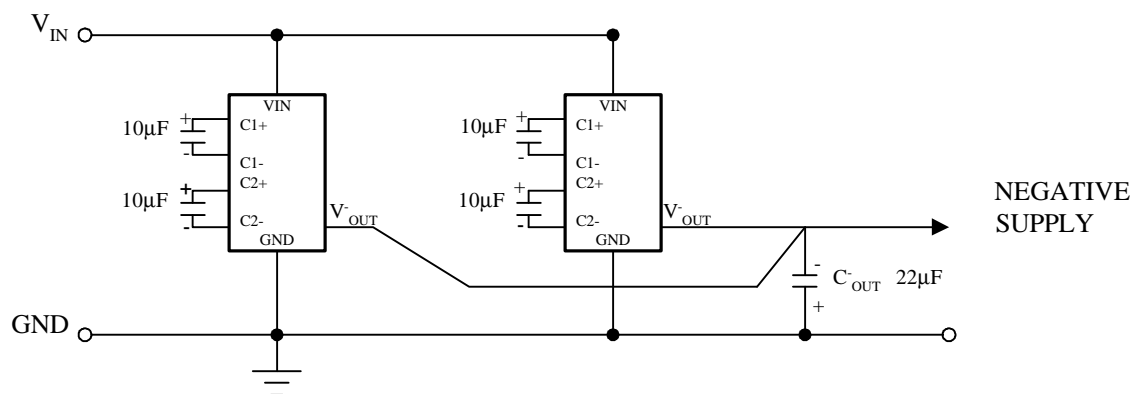 V_IN
VIN
VIN
10µF
+
-
C1+
C1-
10µF
+
-
C1+
C1-
10µF
+
-
C2+
C2-
V-OUT
GND
10µF
+
-
C2+
C2-
V-OUT
GND
NEGATIVE
SUPPLY
-
C-OUT 22µF
+
GND